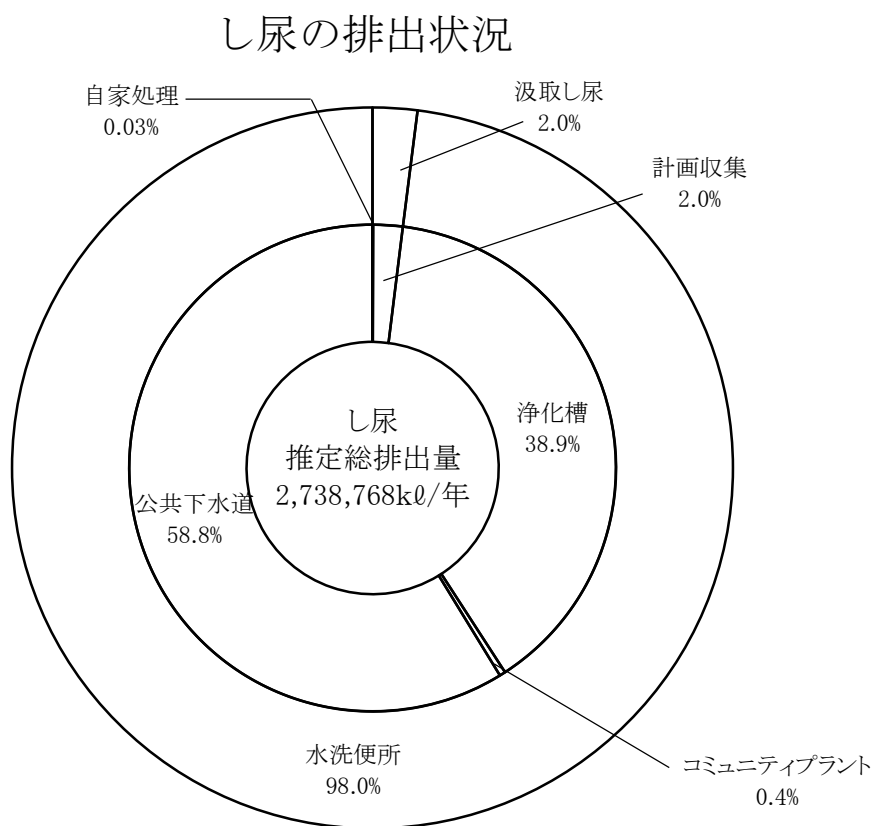 し尿の排出状況
自家処理
0.03%
汲取し尿
2.0%
計画収集
2.0%
浄化槽
38.9%
し尿
推定総排出量
2,738,768kℓ/年
公共下水道
58.8%
水洗便所
98.0%
コミュニティプラント
0.4%